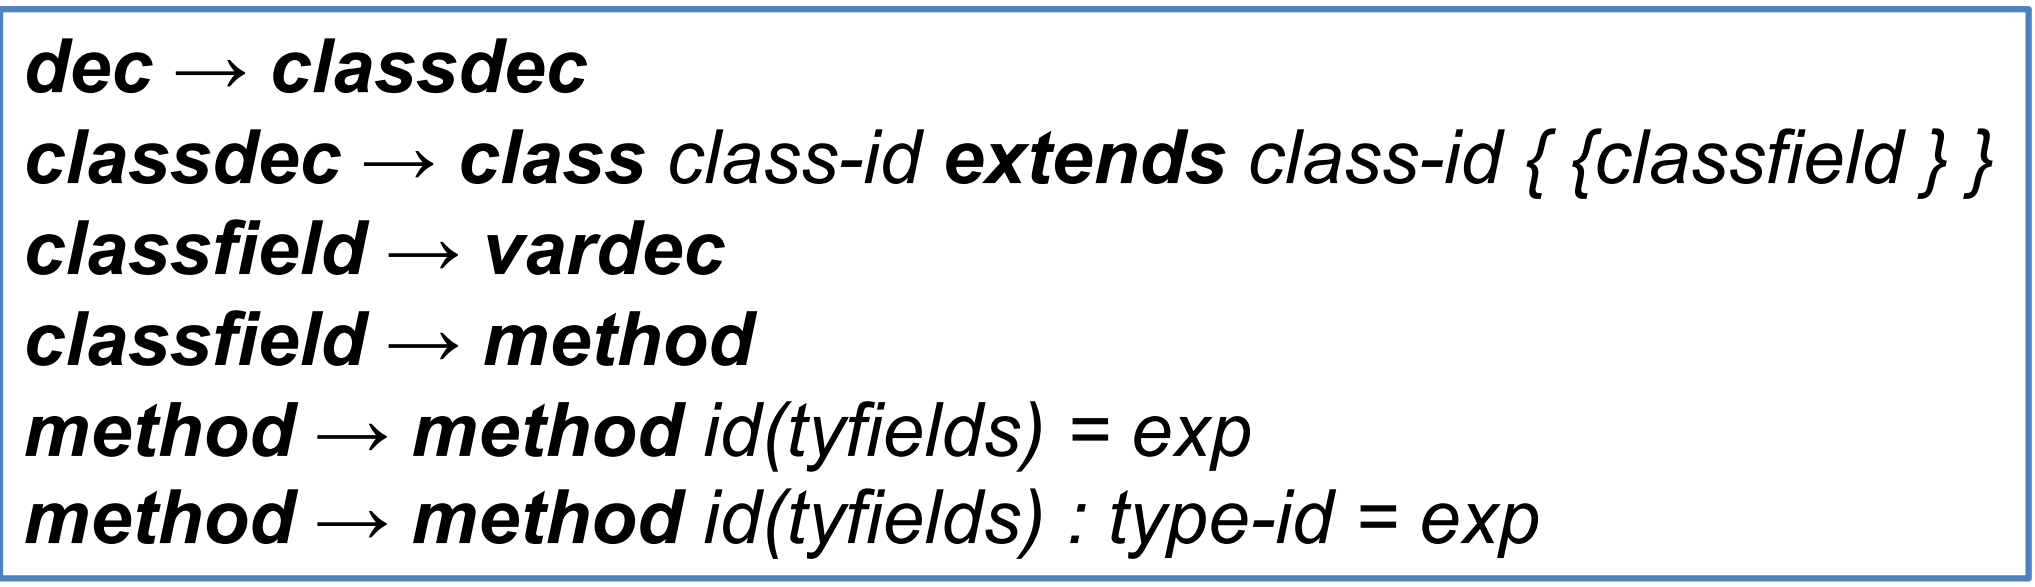 dec → classdec
classdec → class class-id extends class-id { {classfield } }
classfield → vardec
classfield → method
method → method id(tyfields) = exp
method → method id(tyfields) : type-id = exp